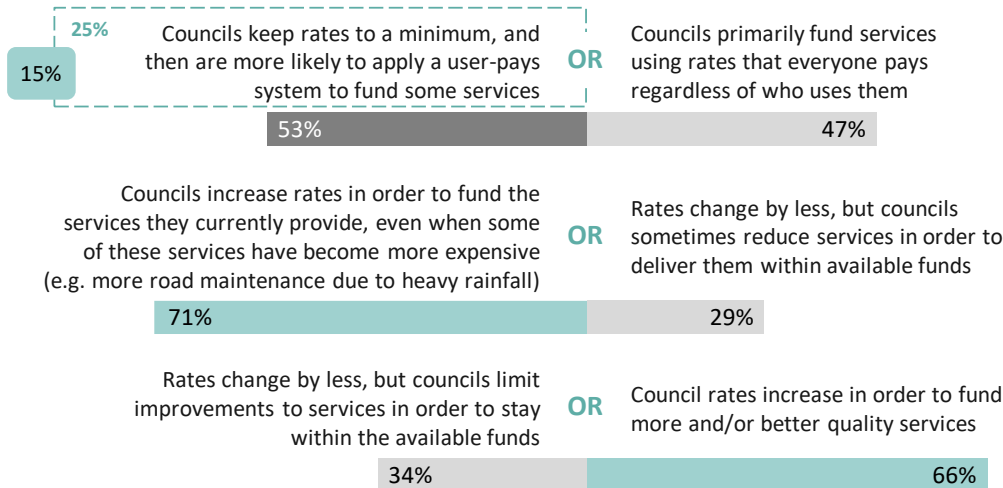 25%
15%
Councils keep rates to a minimum, and
then are more likely to apply a user-pays
system to fund some services
OR
Councils primarily fund services
using rates that everyone pays
regardless of who uses them
53%
47%
Councils increase rates in order to fund the
services they currently provide, even when some
of these services have become more expensive
(e.g. more road maintenance due to heavy rainfall)
OR
Rates change by less, but councils
sometimes reduce services in order to
deliver them within available funds
71%
29%
Rates change by less, but councils limit
improvements to services in order to stay
within the available funds
OR
Council rates increase in order to fund
more and/or better quality services
34%
66%